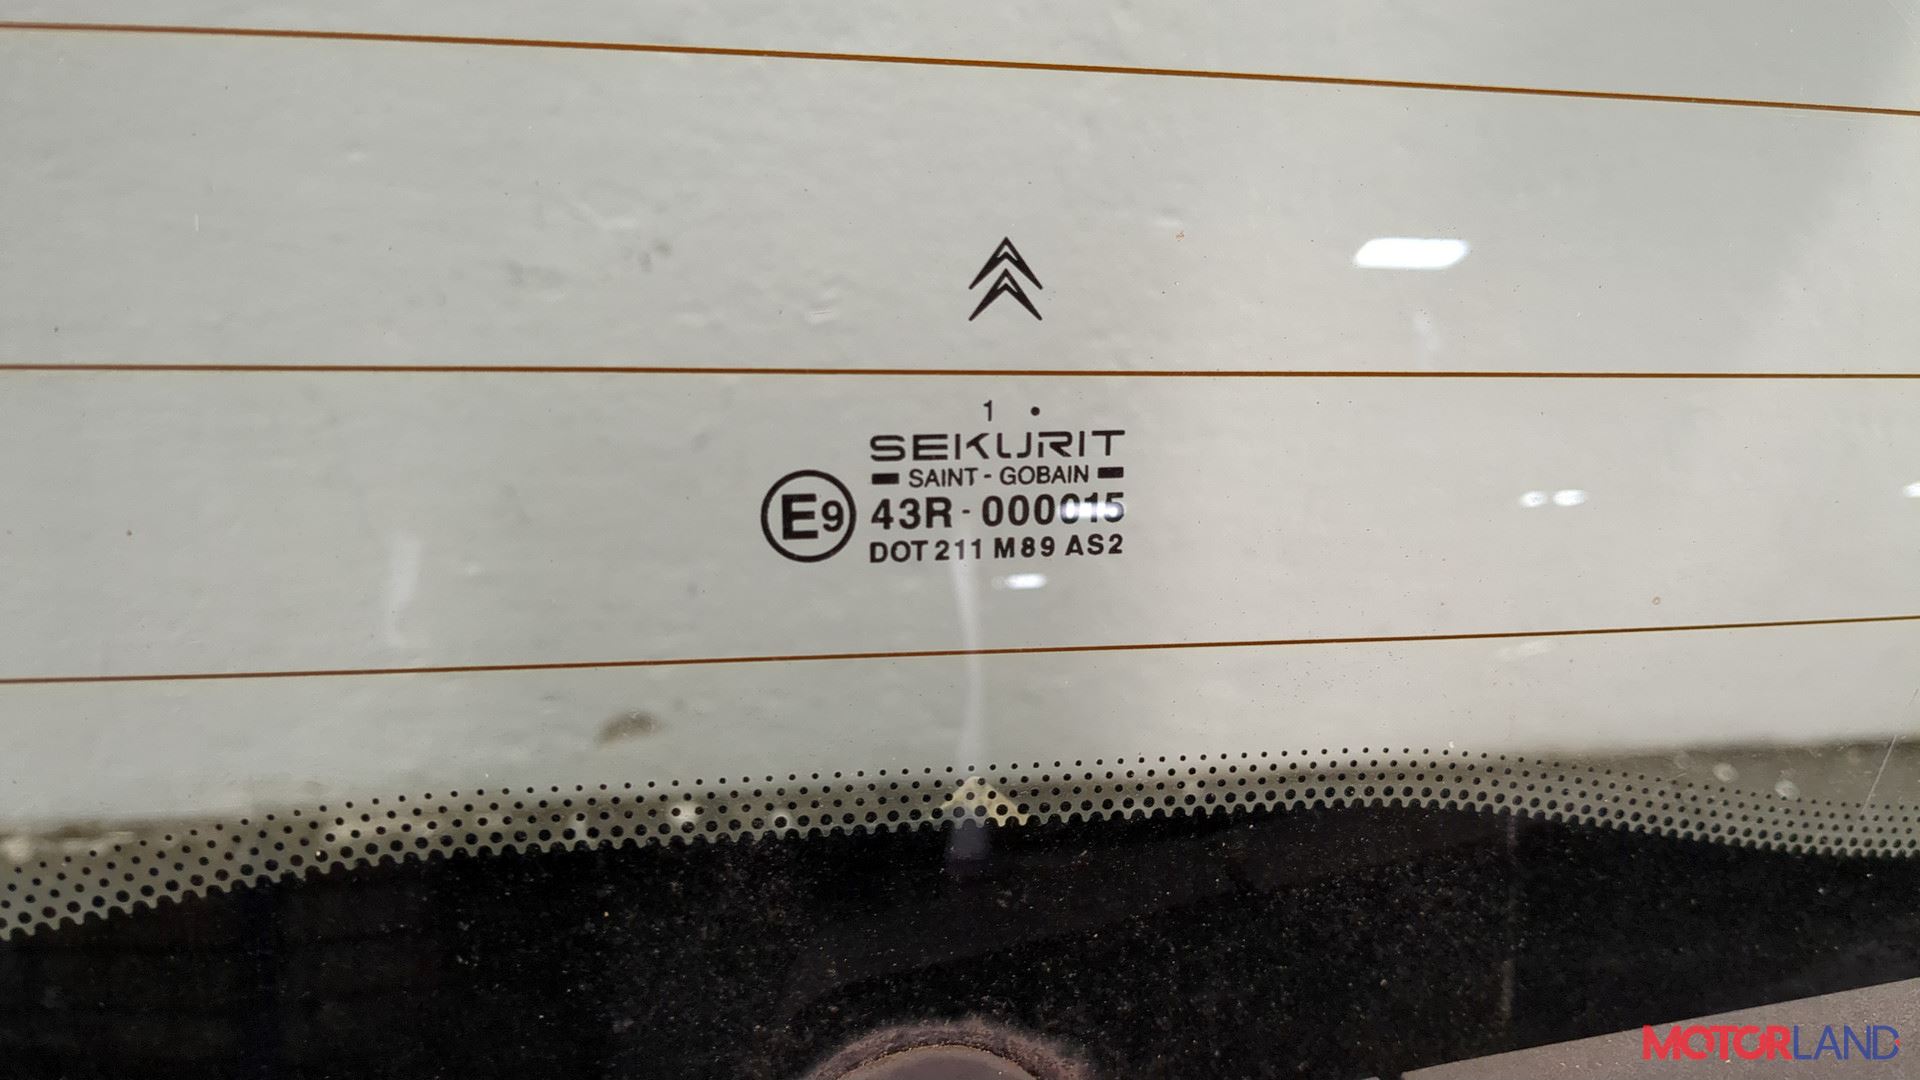 1 •
SEKURIT
SAINT - GOBAIN
E9 43R - 000015
DOT 211 M89 AS2
MOTORLAND